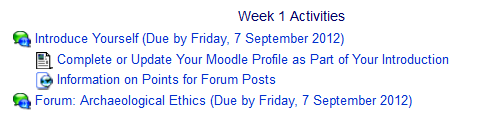 Week 1 Activities
Introduce Yourself (Due by Friday, 7 September 2012)
Complete or Update Your Moodle Profile as Part of Your Introduction
Information on Points for Forum Posts
Forum: Archaeological Ethics (Due by Friday, 7 September 2012)